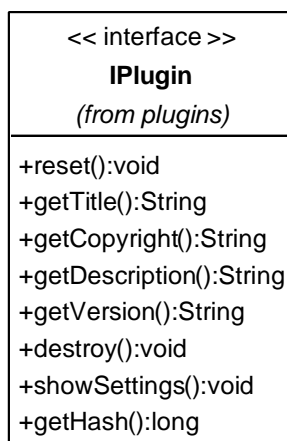 << interface >>
IPlugin
(from plugins)
+reset():void
+getTitle():String
+getCopyright():String
+getDescription():String
+getVersion():String
+destroy():void
+showSettings():void
+getHash():long